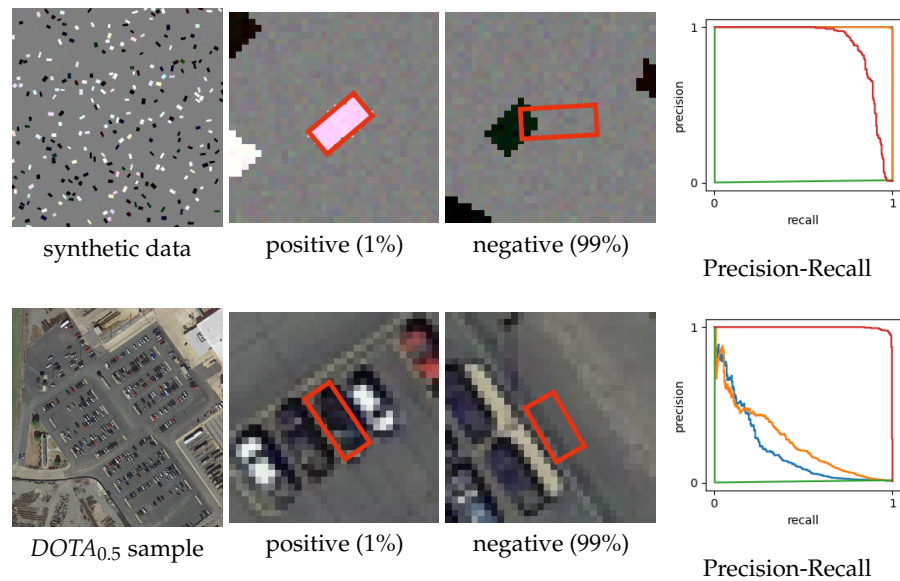 1
precision
0
0
1
recall
synthetic data
positive (1%)
negative (99%)
Precision-Recall
1
precision
0
0
1
recall
DOTA0.5 sample
positive (1%)
negative (99%)
Precision-Recall